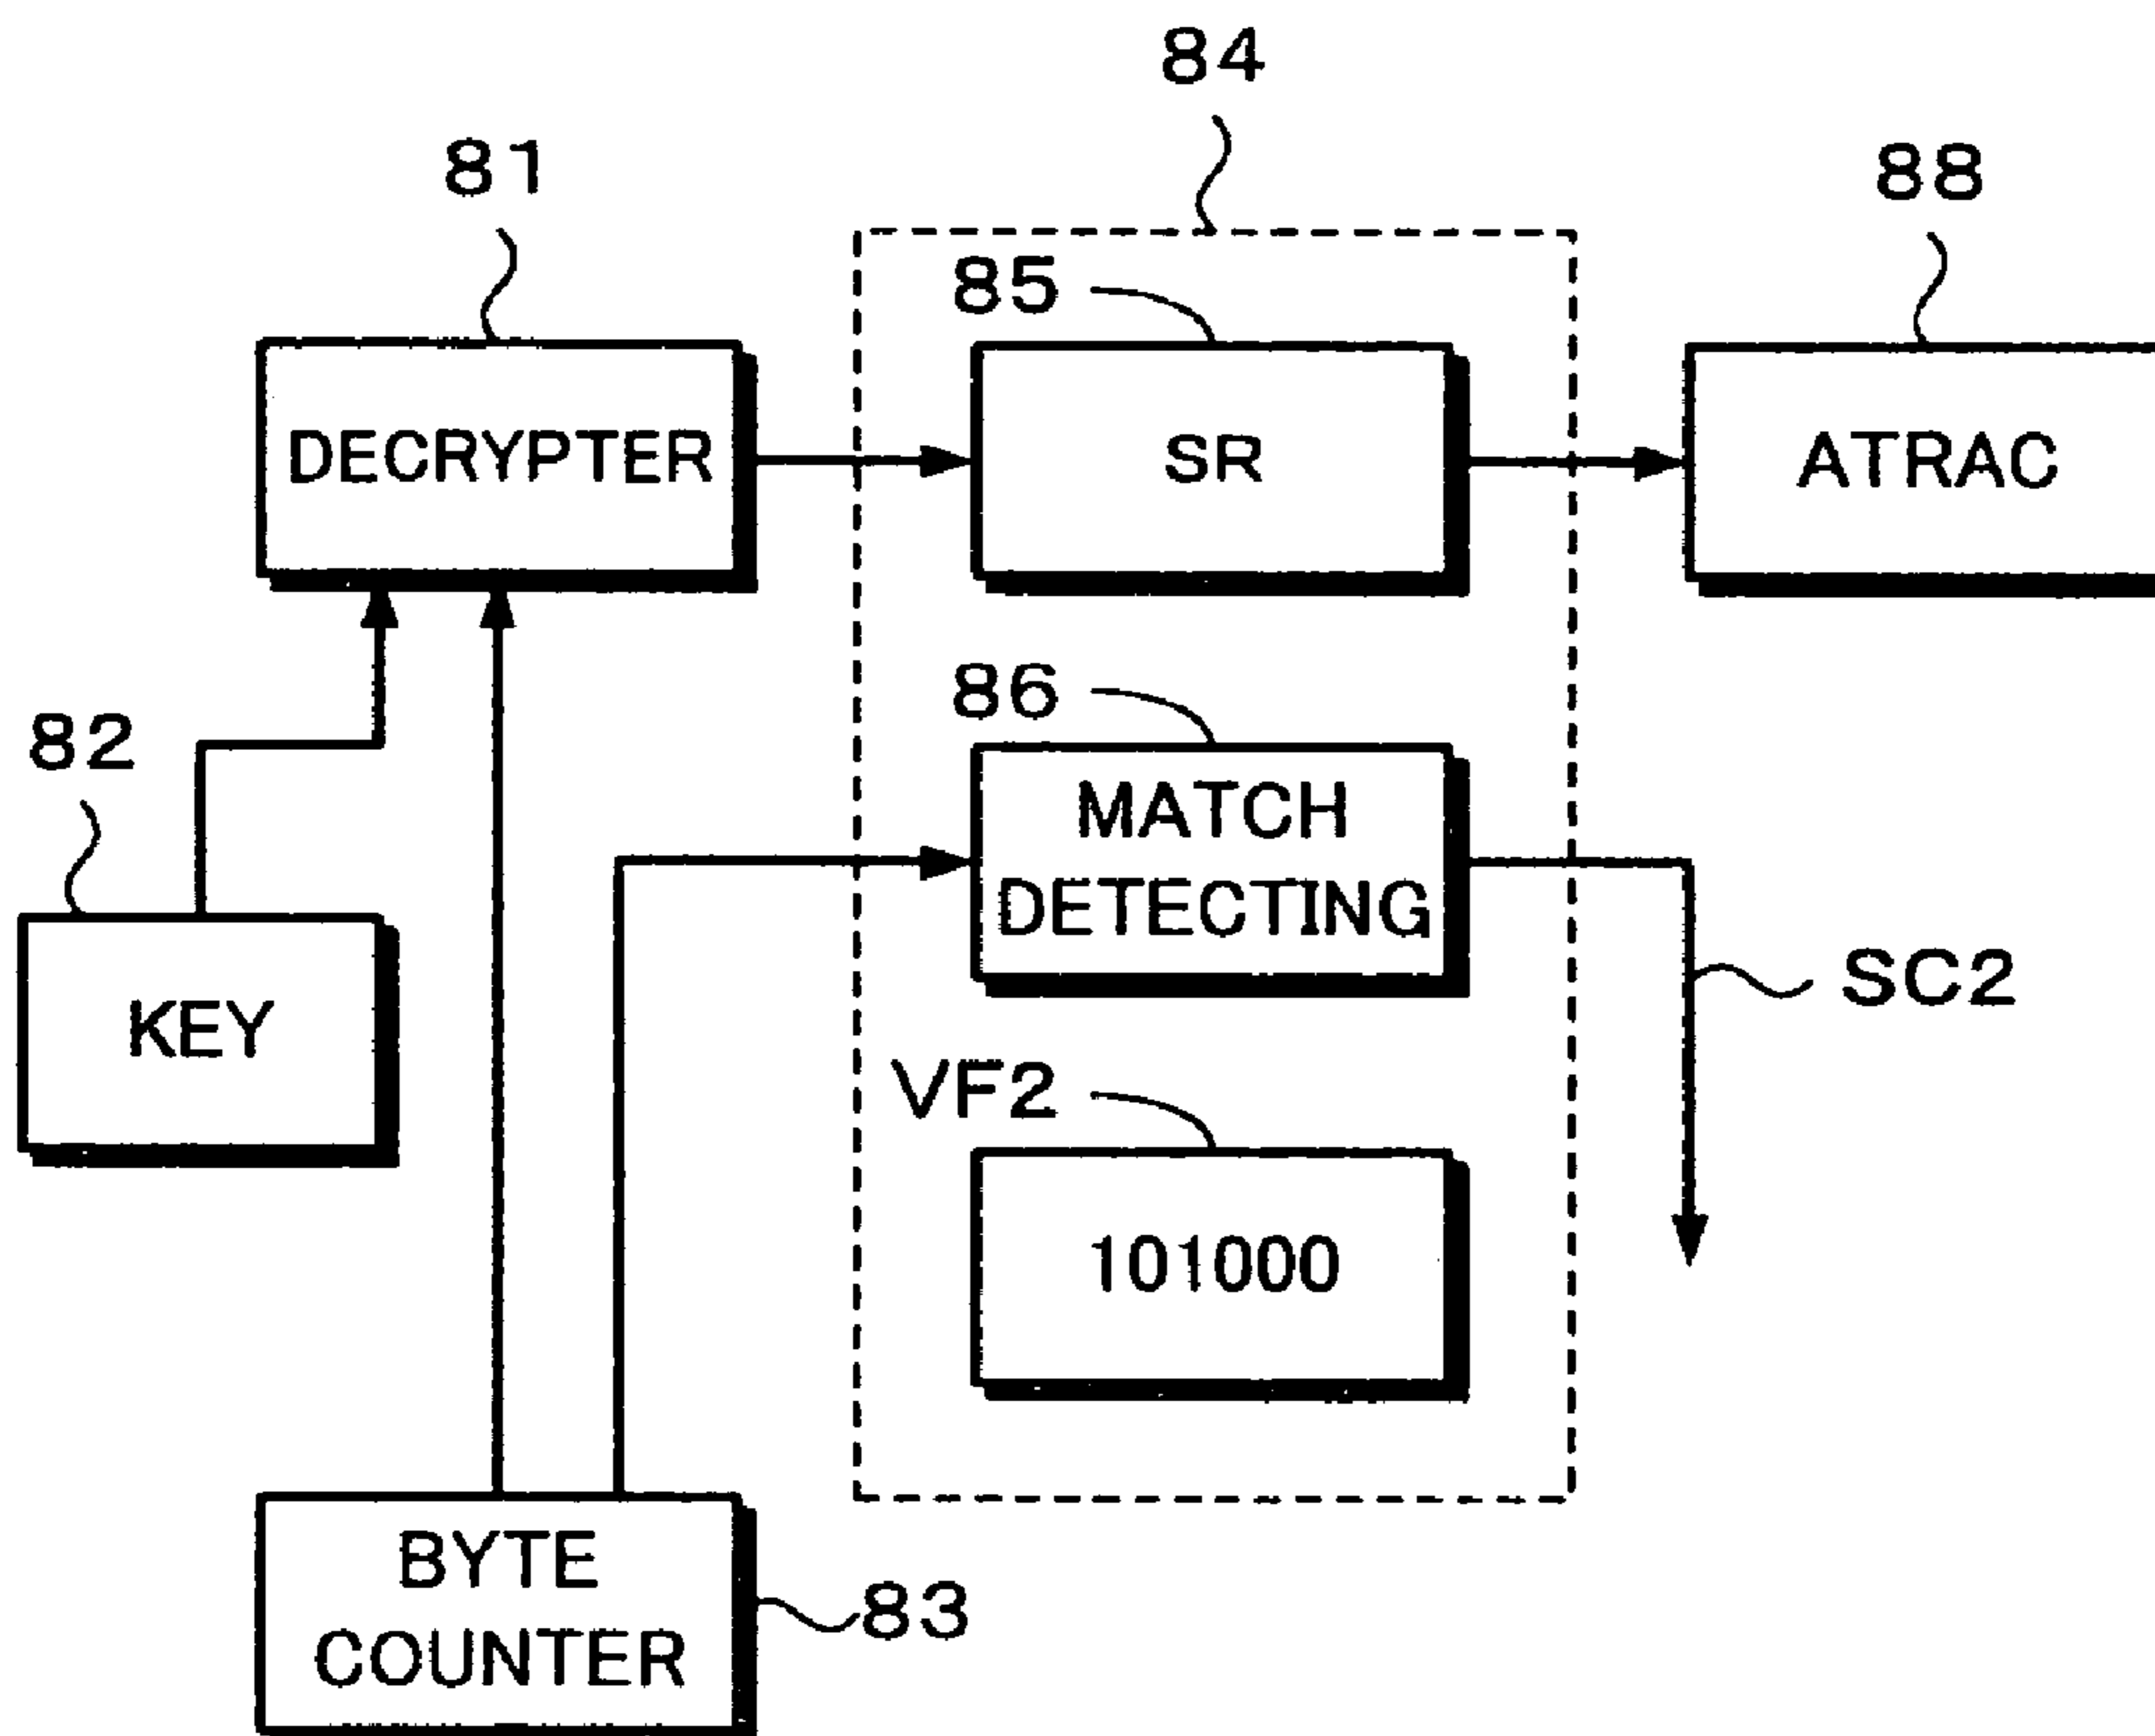 84
81
88
85
DECRYPTER
SR
ATRAC
86
82
MATCH
DETECTING
SC2
KEY
VF2
101000
BYTE
COUNTER
83